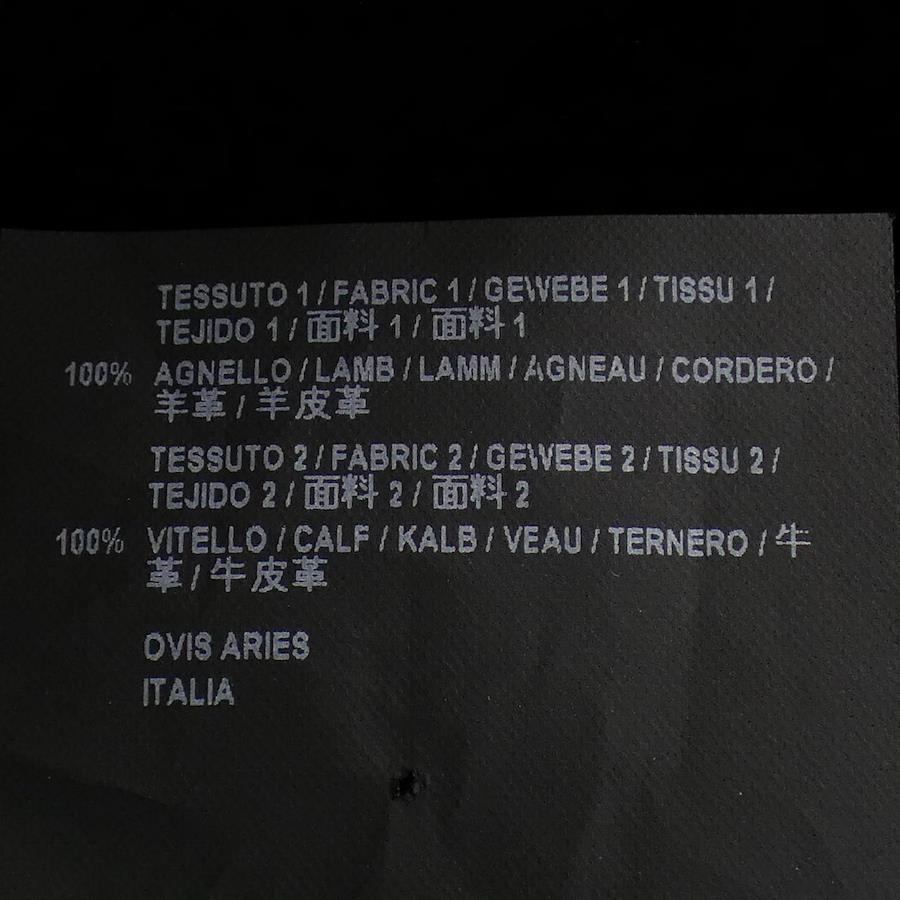 TESSUTO 1 / FABRIC 1 / GEWEBE 1 / TISSU 1 /
TEJIDO 1 / 面料 1 / 面料 1
100% AGNELLO / LAMB / LAMM / AGNEAU / CORDERO /
羊革 / 羊皮革
TESSUTO 2 / FABRIC 2 / GEWEBE 2 / TISSU 2 /
TEJIDO 2 / 面料 2 / 面料 2
100% VITELLO / CALF / KALB / VEAU / TERNERO / 牛
革 / 牛皮革
OVIS ARIES
ITALIA